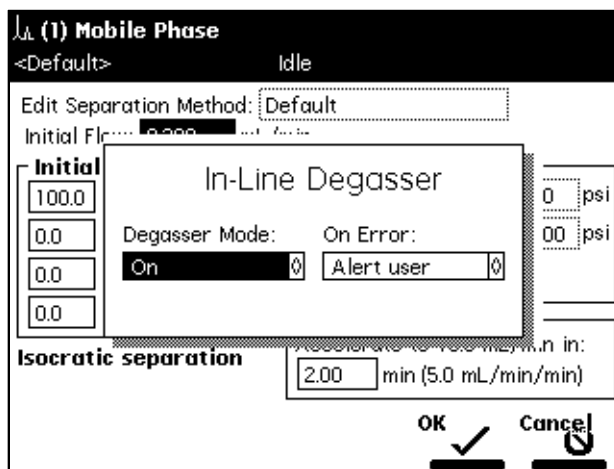 (1) Mobile Phase
<Default> Idle
Edit Separation Method: Default
Initial
Initial
100.0
0 psi
0.0
00 psi
0.0
0.0
In-Line Degasser
Degasser Mode: On Error:
On Alert user
in:
Isocratic separation
2.00 min (5.0 mL/min/min)
OK Cancel